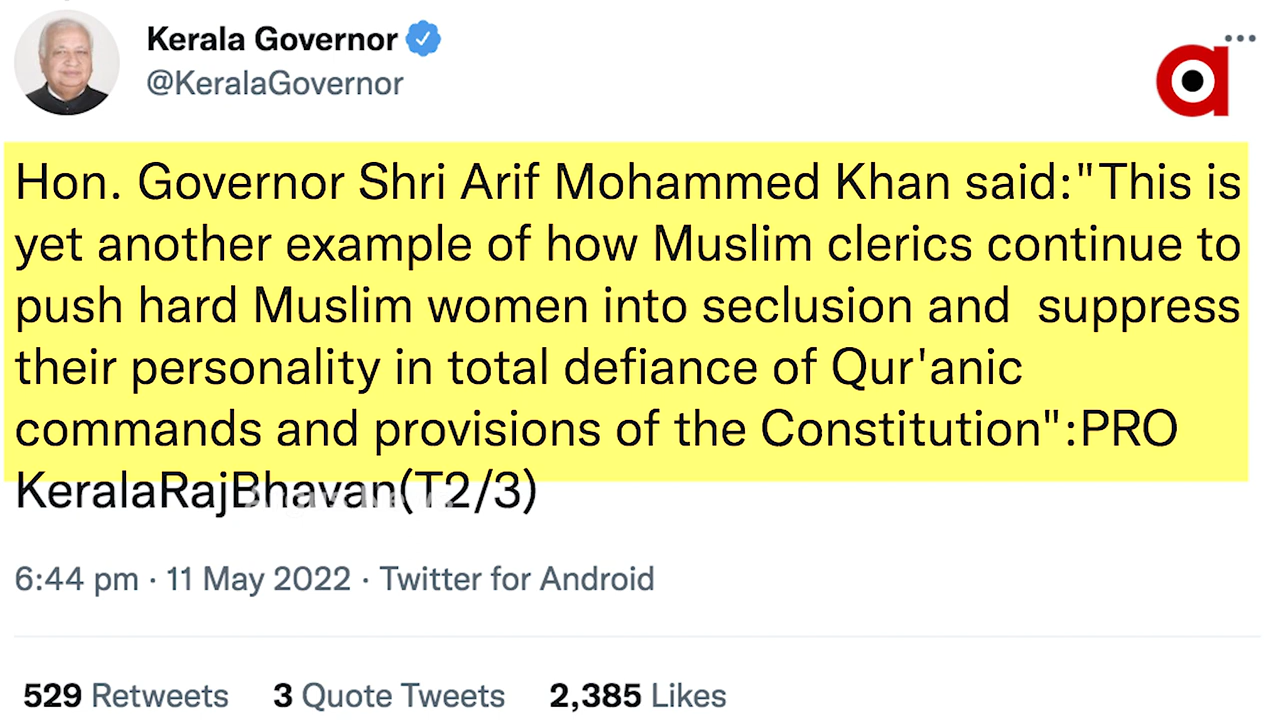 Kerala Governor
@KeralaGovernor
a
Hon. Governor Shri Arif Mohammed Khan said:"This is
yet another example of how Muslim clerics continue to
push hard Muslim women into seclusion and  suppress
their personality in total defiance of Qur'anic
commands and provisions of the Constitution":PRO
KeralaRajBhavan(T2/3)
6:44 pm · 11 May 2022 · Twitter for Android
529 Retweets 3 Quote Tweets 2,385 Likes